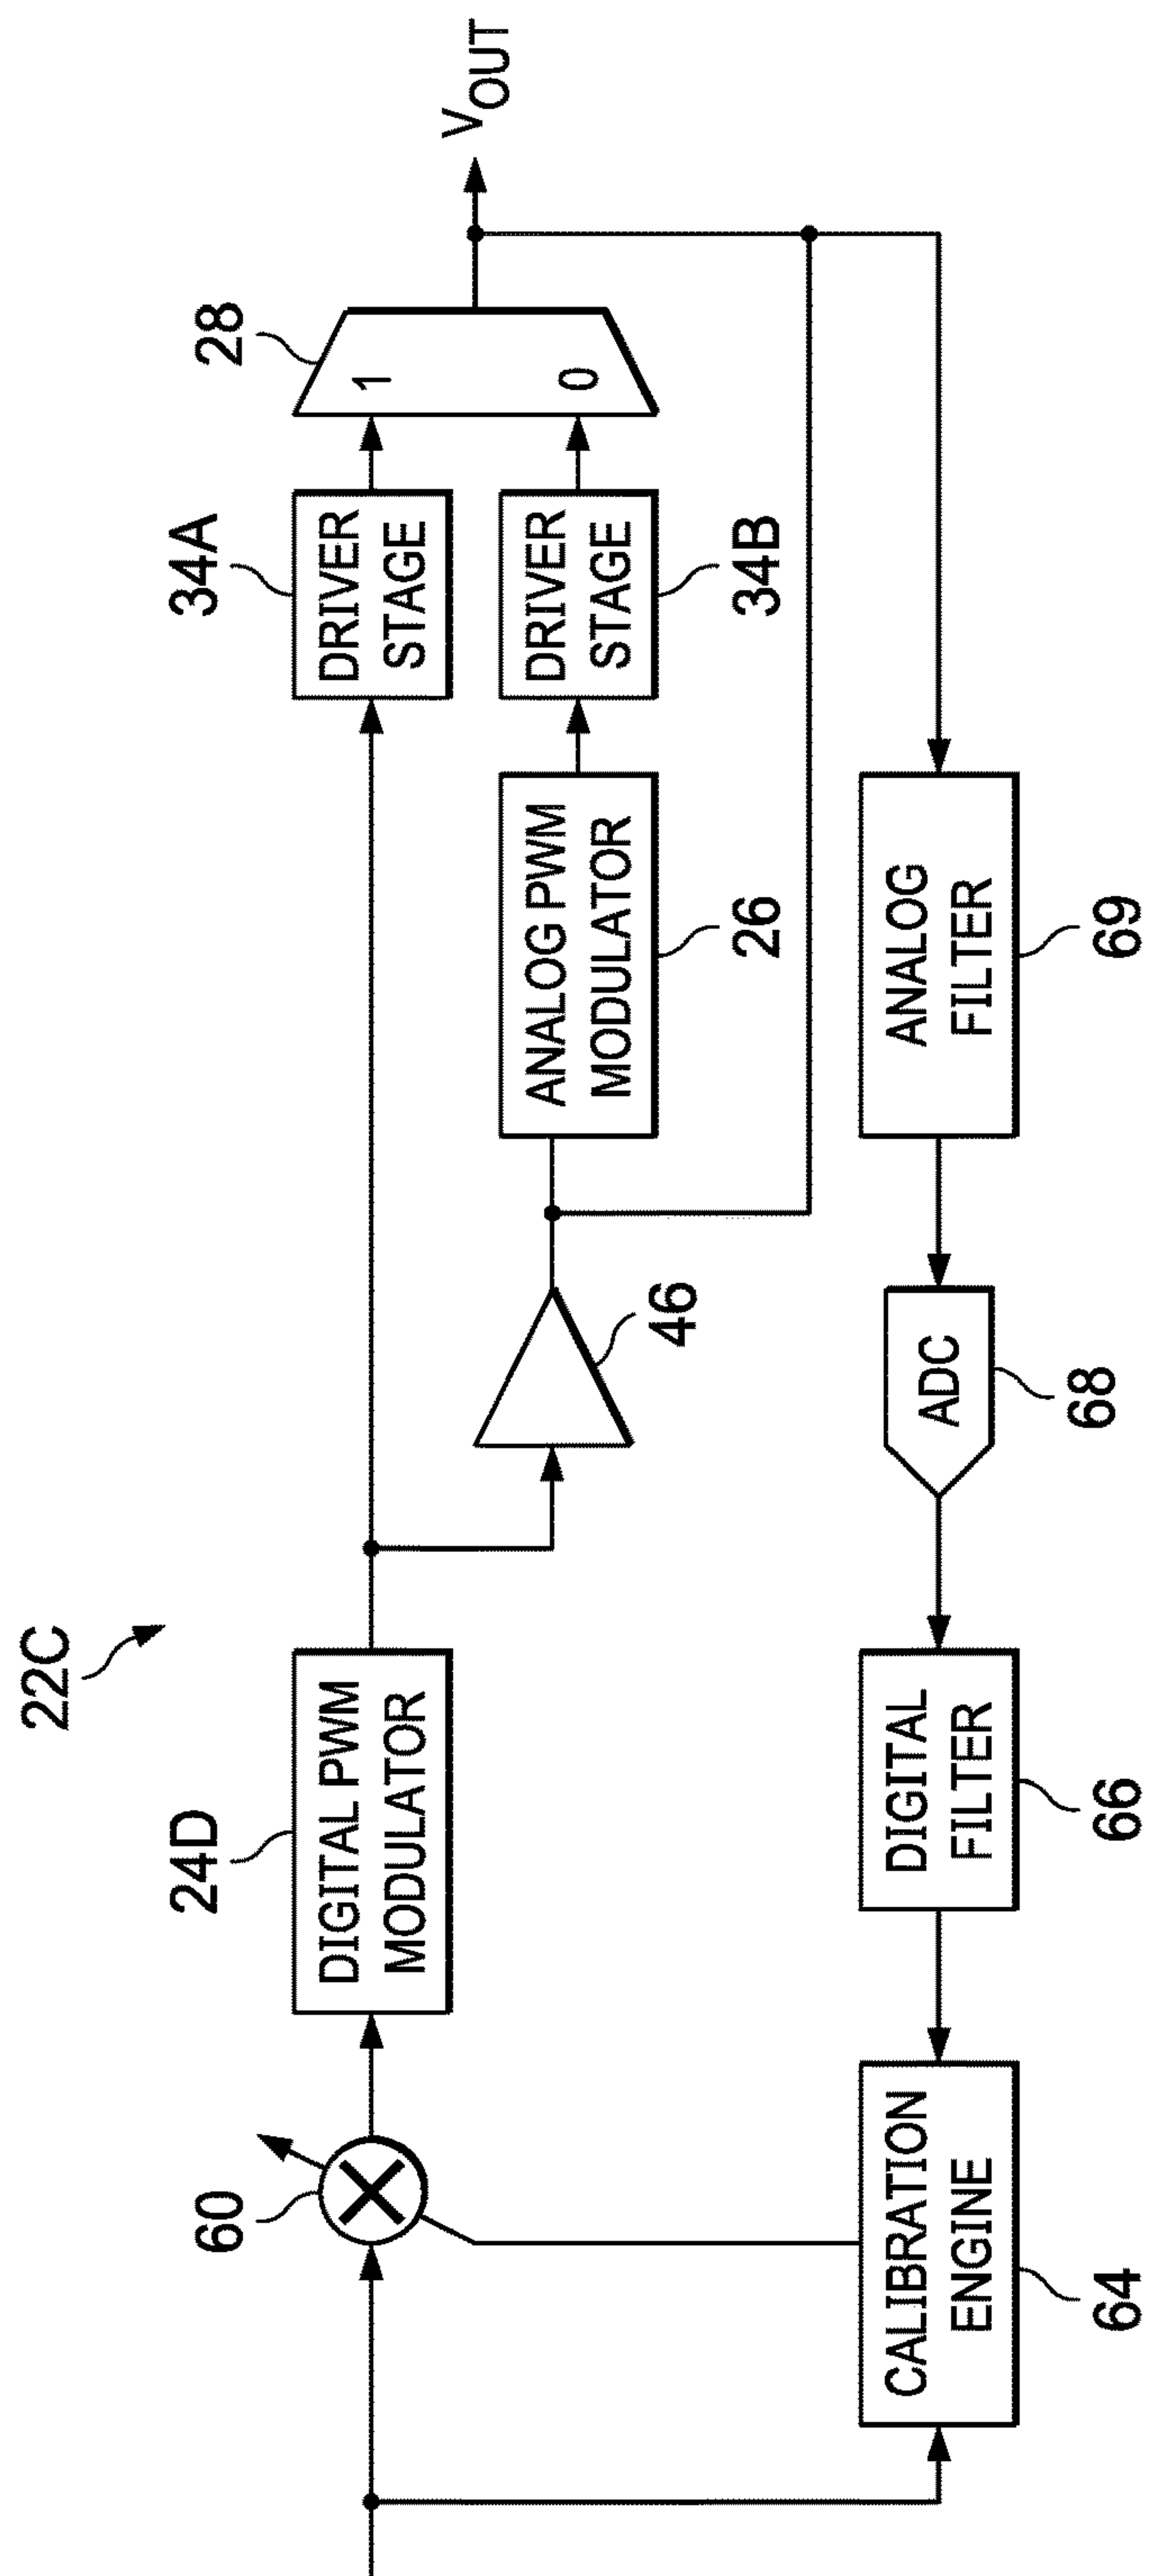 22C
24D
DIGITAL PWM
MODULATOR
60
46
ANALOG PWM
MODULATOR
26
34A
DRIVER
STAGE
DRIVER
STAGE
34B
28
1
0
VOUT
CALIBRATION
ENGINE
64
DIGITAL
FILTER
66
ADC
68
ANALOG
FILTER
69